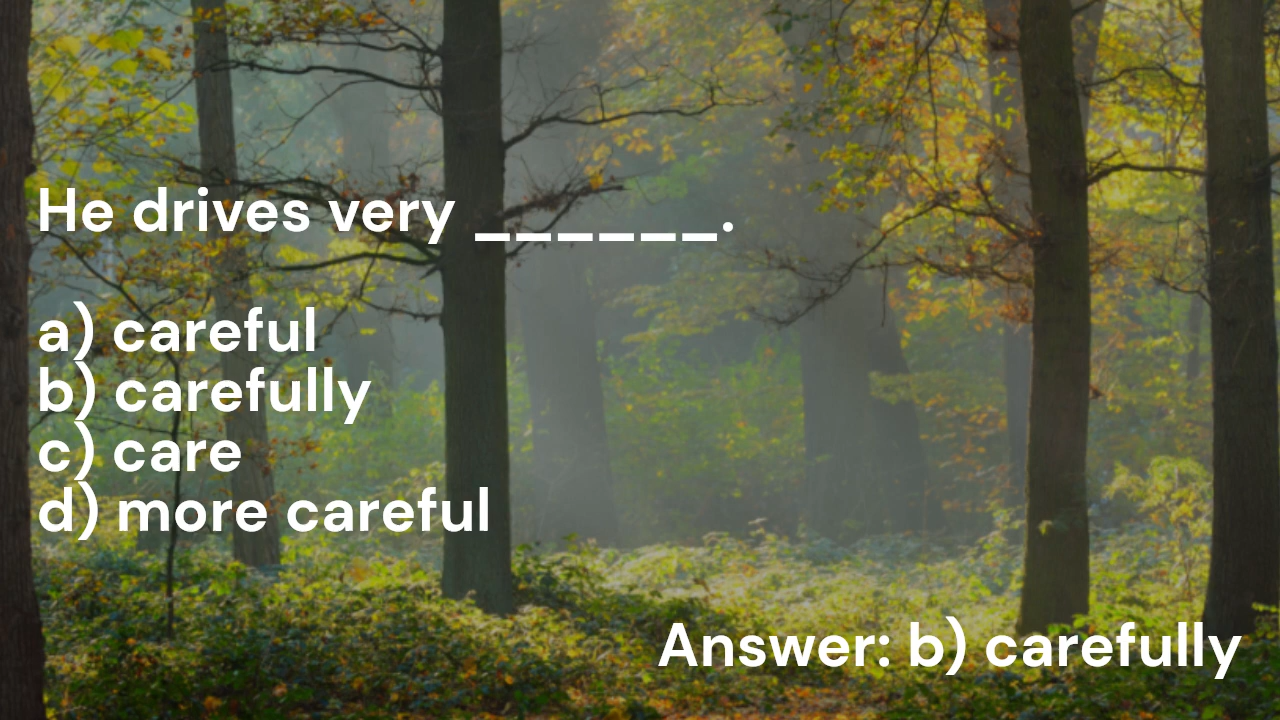 He drives very ______.
a) careful
b) carefully
c) care
d) more careful
Answer: b) carefully